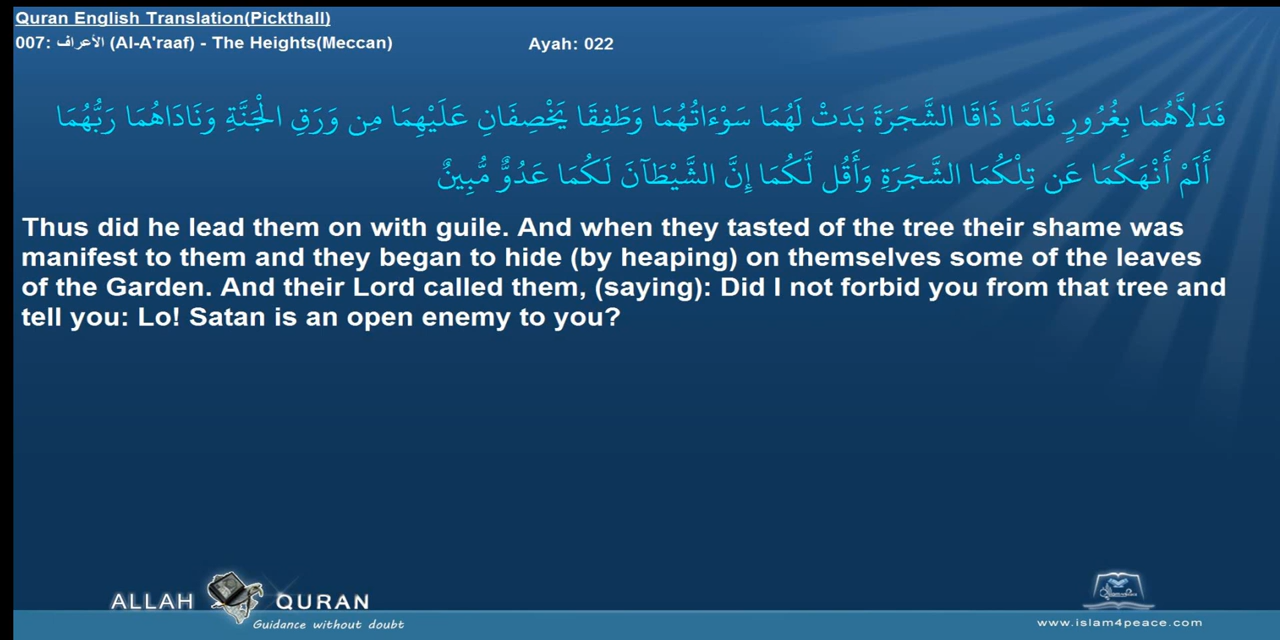 Quran English Translation(Pickthall)
007: الأعراف (Al-A'raaf) - The Heights(Meccan)
Ayah: 022
فَدَلاَّهُمَا بِغُرُورٍ فَلَمَّا ذَاقَا الشَّجَرَةَ بَدَتْ لَهُمَا سَوْءَاتُهُمَا وَطَفِقَا يَخْصِفَانِ عَلَيْهِمَا مِن وَرَقِ الْجَنَّةِ وَنَادَاهُمَا رَبُّهُمَا
أَلَمْ أَنْهَكُمَا عَن تِلْكُمَا الشَّجَرَةِ وَأَقُل لَّكُمَا إِنَّ الشَّيْطَآنَ لَكُمَا عَدُوٌّ مُّبِينٌ
Thus did he lead them on with guile. And when they tasted of the tree their shame was
manifest to them and they began to hide (by heaping) on themselves some of the leaves
of the Garden. And their Lord called them, (saying): Did I not forbid you from that tree and
tell you: Lo! Satan is an open enemy to you?
ALLAH QURAN
Guidance without doubt
www.islam4peace.com